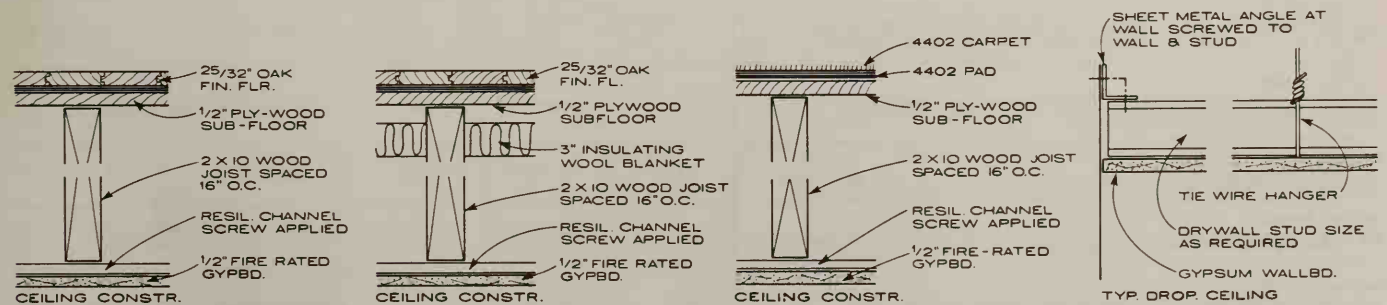 25/32" OAK
FIN. FLR.
1/2" PLY-WOOD
SUB-FLOOR
2 X 10 WOOD
JOIST SPACED
16" O.C.
RESIL. CHANNEL
SCREW APPLIED
1/2" FIRE RATED
GYPBD.
CEILING CONSTR.
25/32" OAK
FIN. FL.
1/2" PLYWOOD
SUBFLOOR
3" INSULATING
WOOL BLANKET
2 X 10 WOOD JOIST
SPACED 16" O.C.
RESIL. CHANNEL
SCREW APPLIED
1/2" FIRE RATED
GYPBD.
CEILING CONSTR.
4402 CARPET
4402 PAD
1/2" PLY-WOOD
SUB-FLOOR
2 X 10 WOOD JOIST
SPACED 16" O.C.
RESIL. CHANNEL
SCREW APPLIED
1/2" FIRE-RATED
GYPBD.
CEILING CONSTR.
SHEET METAL ANGLE AT
WALL SCREWED TO
WALL & STUD
TIE WIRE HANGER
DRYWALL STUD SIZE
AS REQUIRED
GYPSUM WALLBD.
TYP. DROP. CEILING